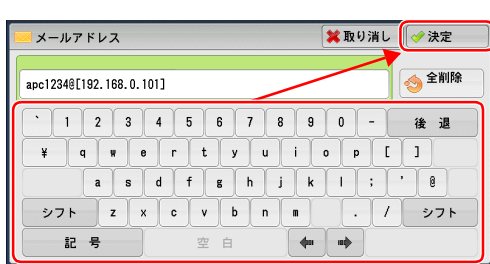 メールアドレス 取り消し 決定
apc1234@[192.168.0.101] 全削除
` 1 2 3 4 5 6 7 8 9 0 - 後 退
¥ q w e r t y u i o p [ ]
a s d f g h j k l ; ' @
シフト z x c v b n m . / シフト
記 号 空 白